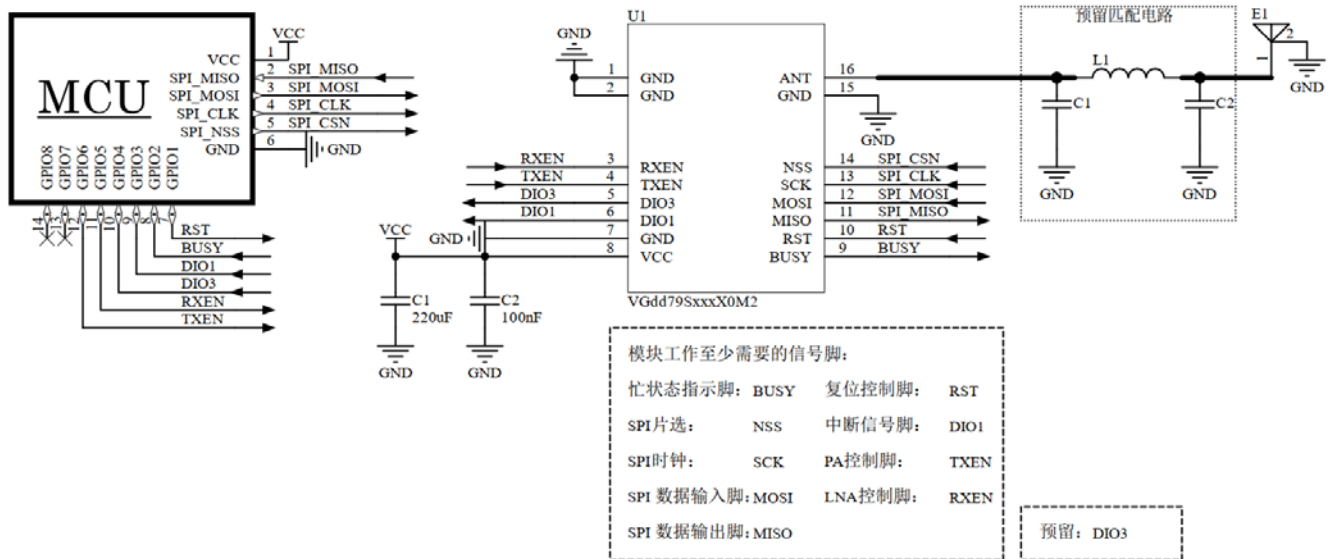 MCU
VCC
VCC
1
SPI_MISO
2
SPI_MISO
SPI_MOSI
3
SPI_MOSI
SPI_CLK
4
SPI_CLK
SPI_NSS
5
SPI_CSN
GND
6
GND
GPIO8
GPIO7
GPIO6
GPIO5
GPIO4
GPIO3
GPIO2
GPIO1
14
13
12
11
10
9
8
7
RST
BUSY
DIO1
DIO3
RXEN
TXEN
U1
GND
1
GND
2
GND
RXEN
3
RXEN
TXEN
4
TXEN
DIO3
5
DIO3
DIO1
6
DIO1
GND
7
GND
VCC
8
VCC
C1
220uF
GND
C2
100nF
GND
ANT
16
GND
15
GND
NSS
14
SPI_CSN
SCK
13
SPI_CLK
MOSI
12
SPI_MOSI
MISO
11
SPI_MISO
RST
10
RST
BUSY
9
BUSY
VGdd79SxxxX0M2
预留匹配电路
L1
C1
GND
C2
GND
E1
2
1
GND
模块工作至少需要的信号脚:
忙状态指示脚: BUSY 复位控制脚: RST
SPI片选: NSS 中断信号脚: DIO1
SPI时钟: SCK PA控制脚: TXEN
SPI 数据输入脚: MOSI LNA控制脚: RXEN
SPI 数据输出脚: MISO
预留: DIO3